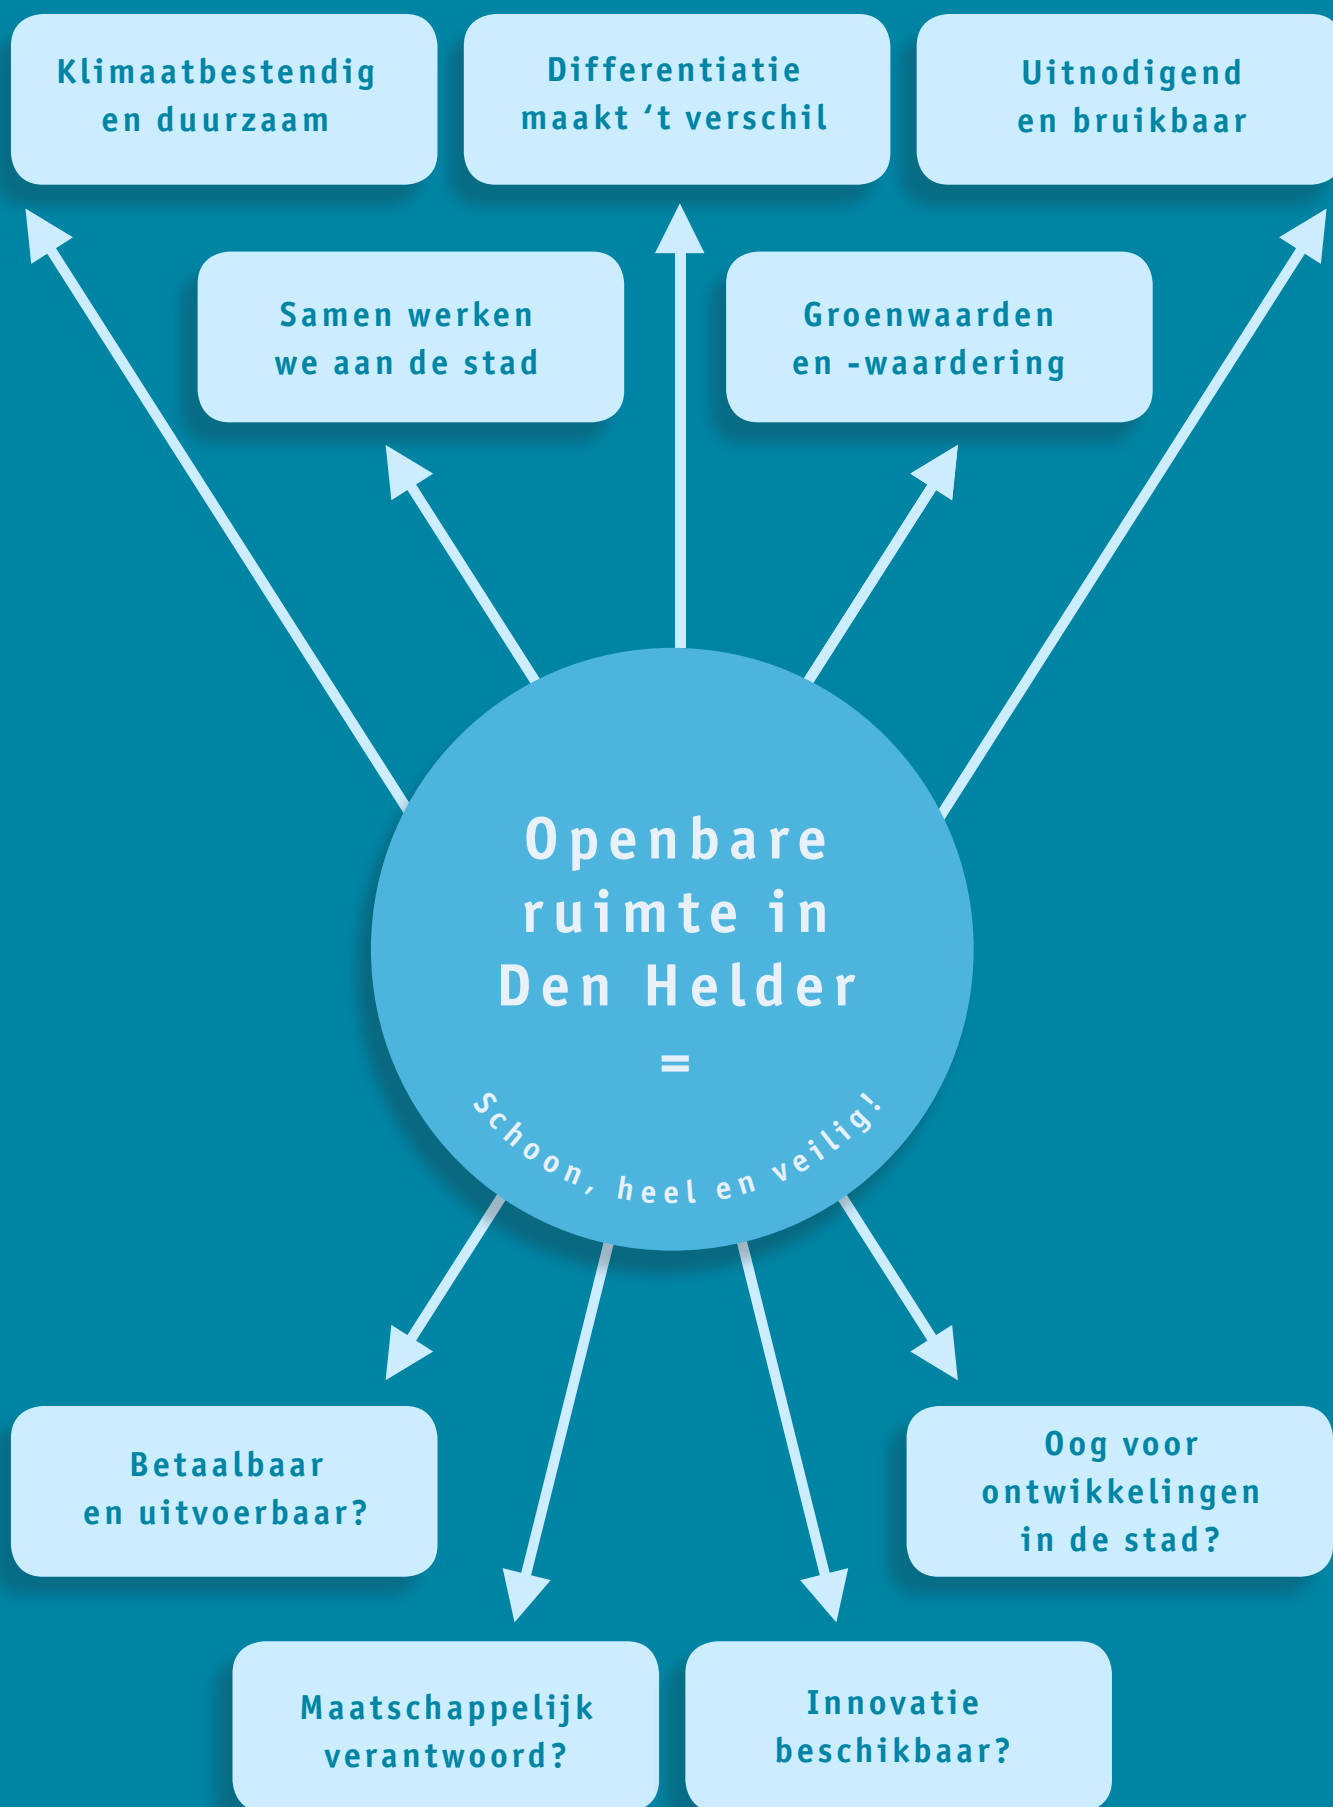 Klimaatbestendig
en duurzaam
Differentiatie
maakt ‘t verschil
Uitnodigend
en bruikbaar
Samen werken
we aan de stad
Groenwaarden
en -waardering
Openbare
ruimte in
Den Helder
=
Schoon, heel en veilig!
Betaalbaar
en uitvoerbaar?
Oog voor
ontwikkelingen
in de stad?
Maatschappelijk
verantwoord?
Innovatie
beschikbaar?